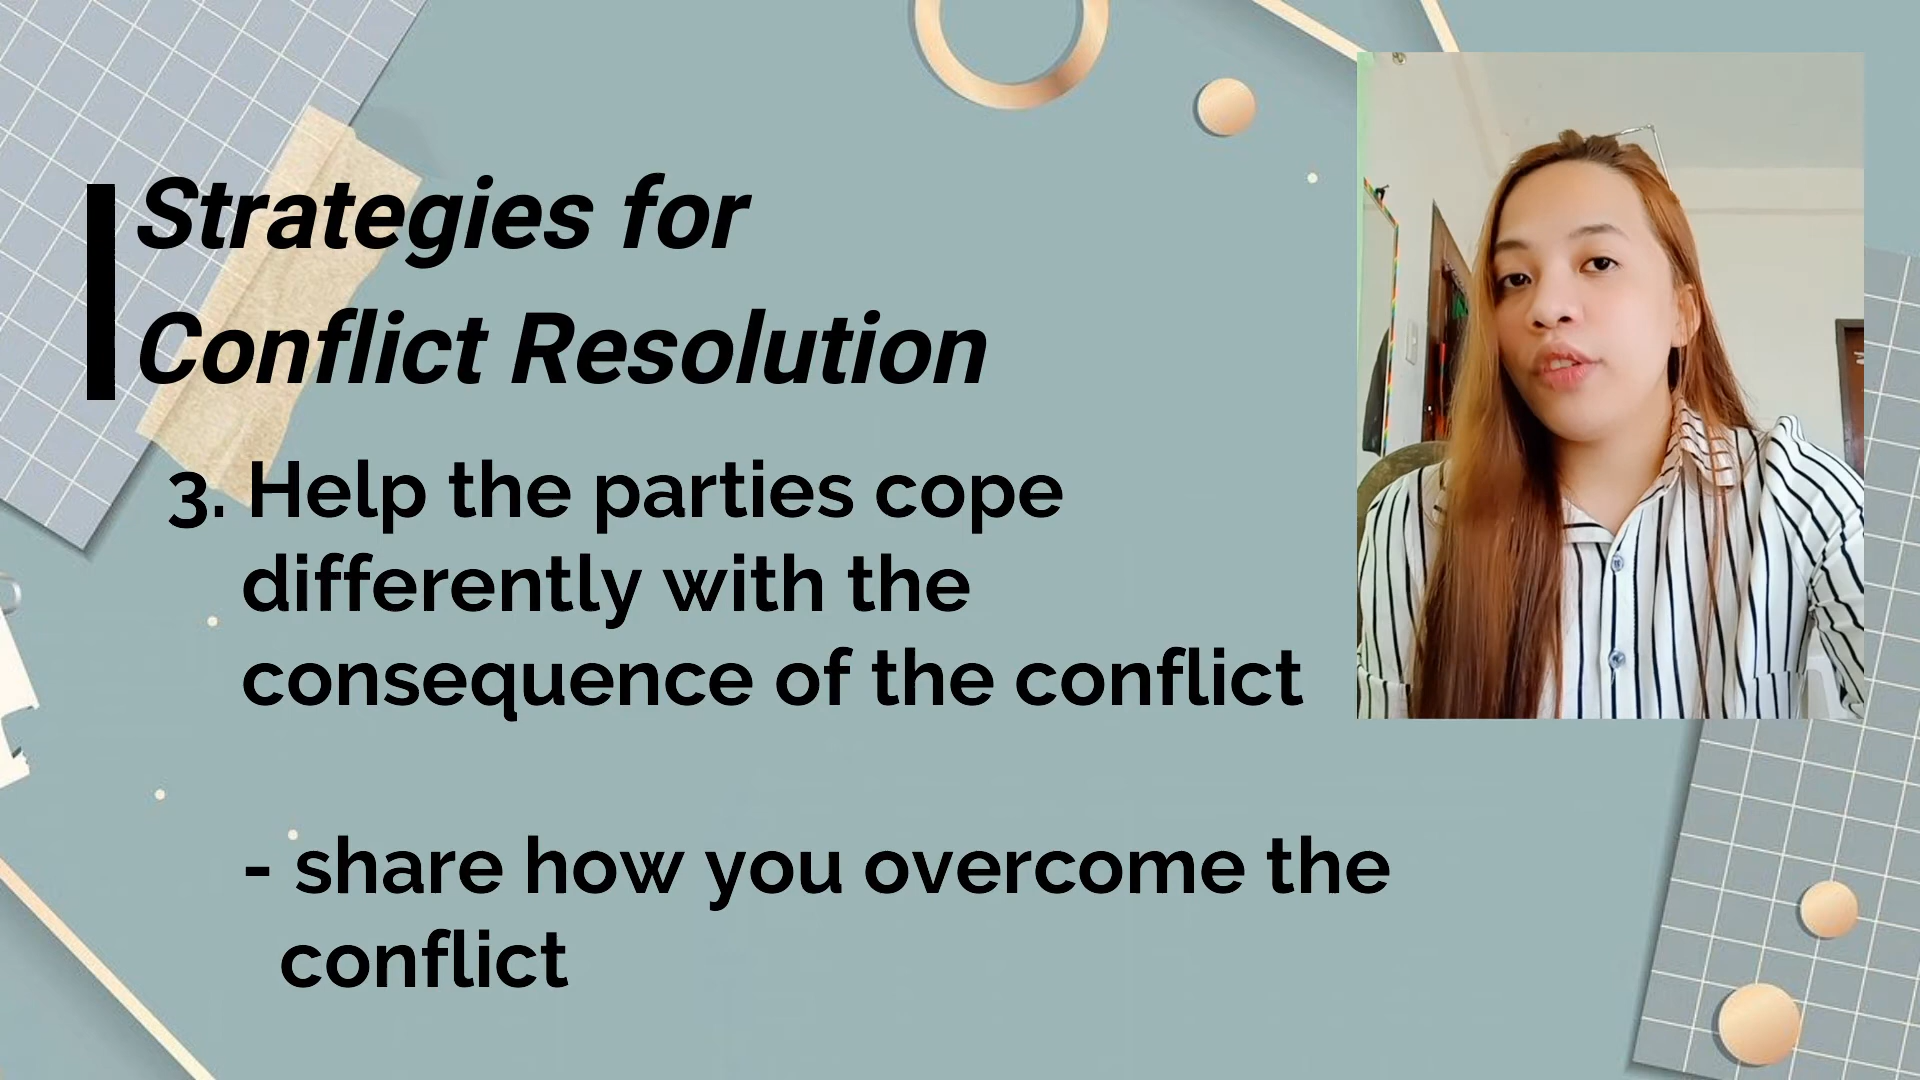 Strategies for
Conflict Resolution
3. Help the parties cope
differently with the
consequence of the conflict
- share how you overcome the
conflict